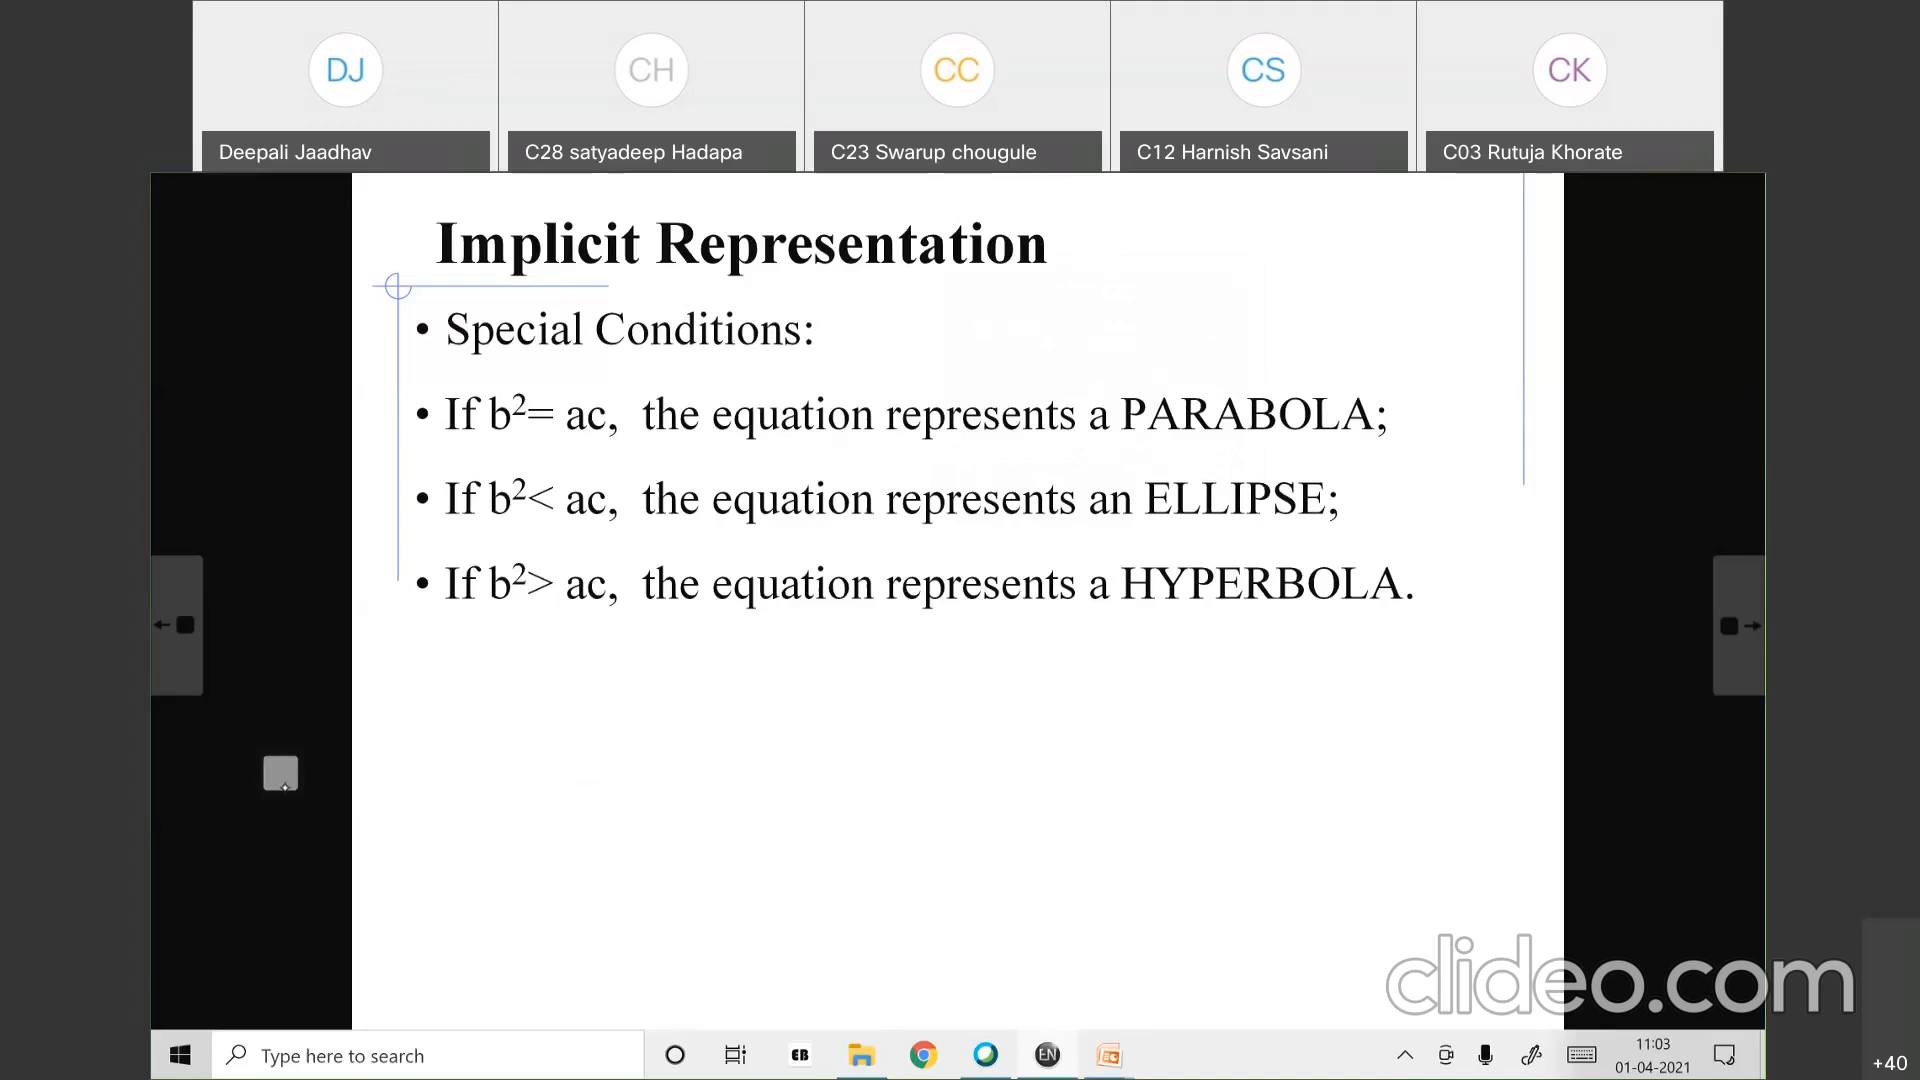 DJ CH CC CS CK
Deepali Jaadhav C28 satyadeep Hadapa C23 Swarup chougule C12 Harnish Savsani C03 Rutuja Khorate
Implicit Representation
• Special Conditions:
• If b²= ac, the equation represents a PARABOLA;
• If b²< ac, the equation represents an ELLIPSE;
• If b²> ac, the equation represents a HYPERBOLA.
clideo.com
Type here to search EB EN 11:03
01-04-2021
+40